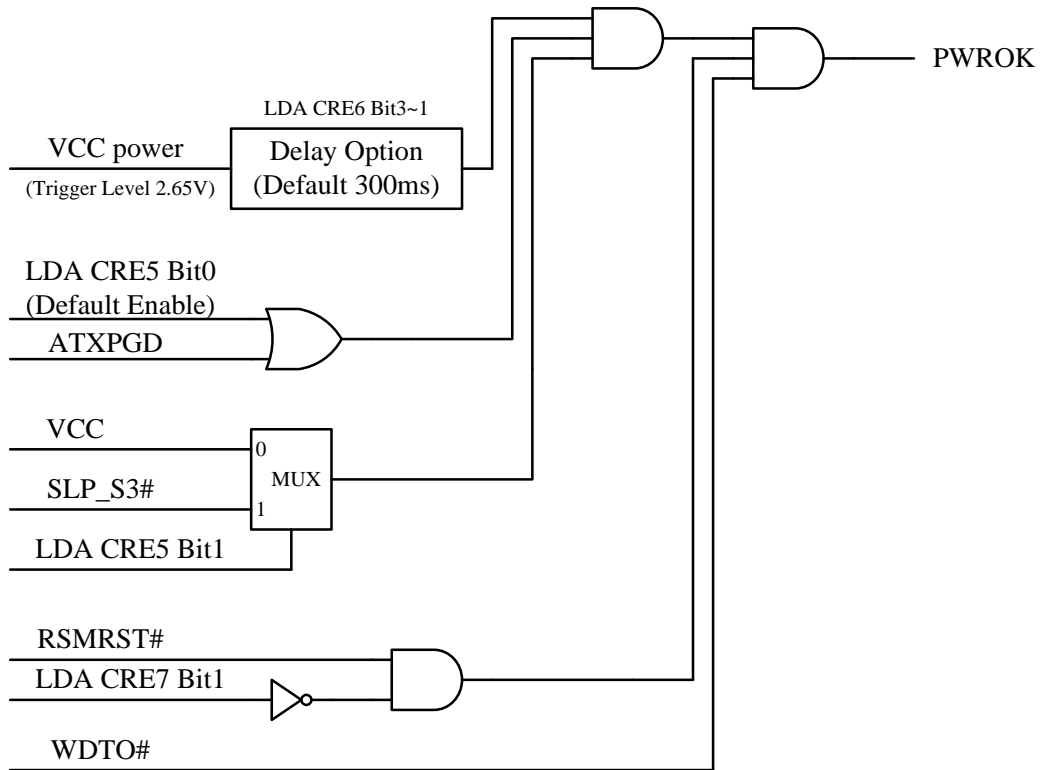 PWROK
LDA CRE6 Bit3~1
VCC power
(Trigger Level 2.65V)
Delay Option
(Default 300ms)
LDA CRE5 Bit0
(Default Enable)
ATXPGD
VCC
0
MUX
SLP_S3#
1
LDA CRE5 Bit1
RSMRST#
LDA CRE7 Bit1
WDTO#